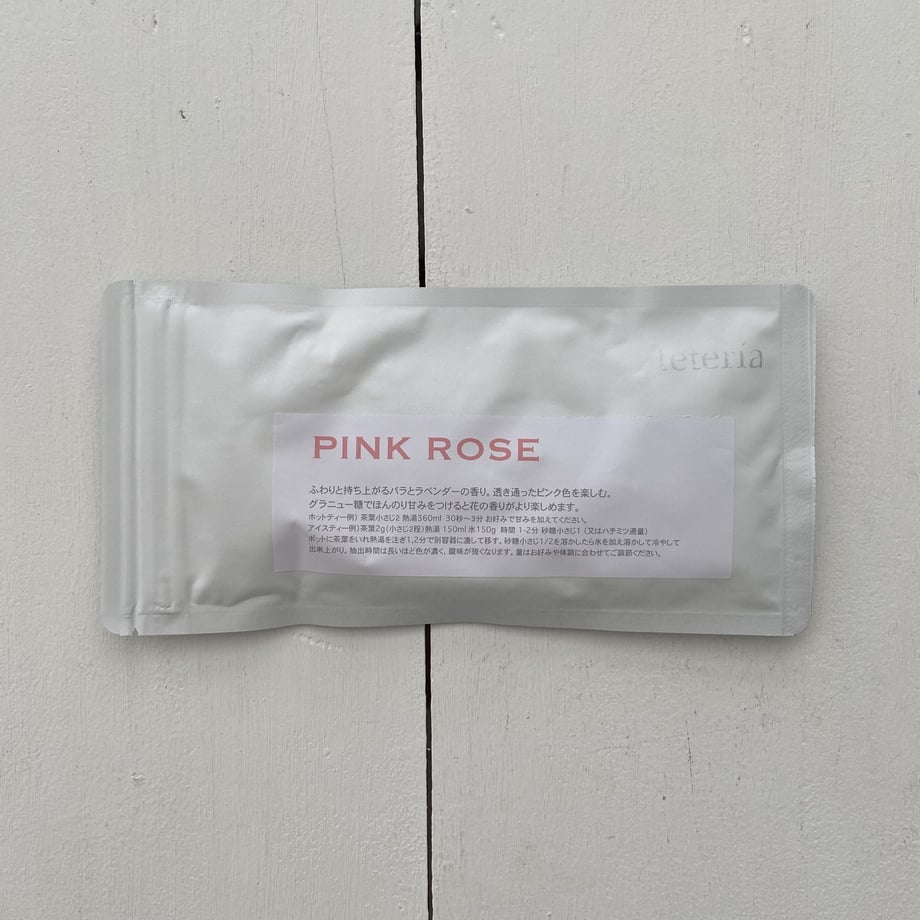 teteria
PINK ROSE
ふわりと持ち上がるバラとラベンダーの香り。透き通ったピンク色を楽しむ。
グラニュー糖でほんのり甘みをつけると花の香りがより楽しめます。
ホットティー例）茶葉小さじ2 熱湯360ml 30秒〜3分 お好みで甘みを加えてください。
アイスティー例）茶葉2g（小さじ2程）熱湯 150ml 氷150g 時間 1-2分 砂糖小さじ1（又はハチミツ適量）
ポットに茶葉をいれ熱湯を注ぎ1,2分で別容器に濾して移す。砂糖小さじ1/2を溶かしたら氷を加え溶かして冷やして
出来上がり。抽出時間は長いほど色が濃く、酸味が強くなります。量はお好みや体調に合わせてご調節ください。